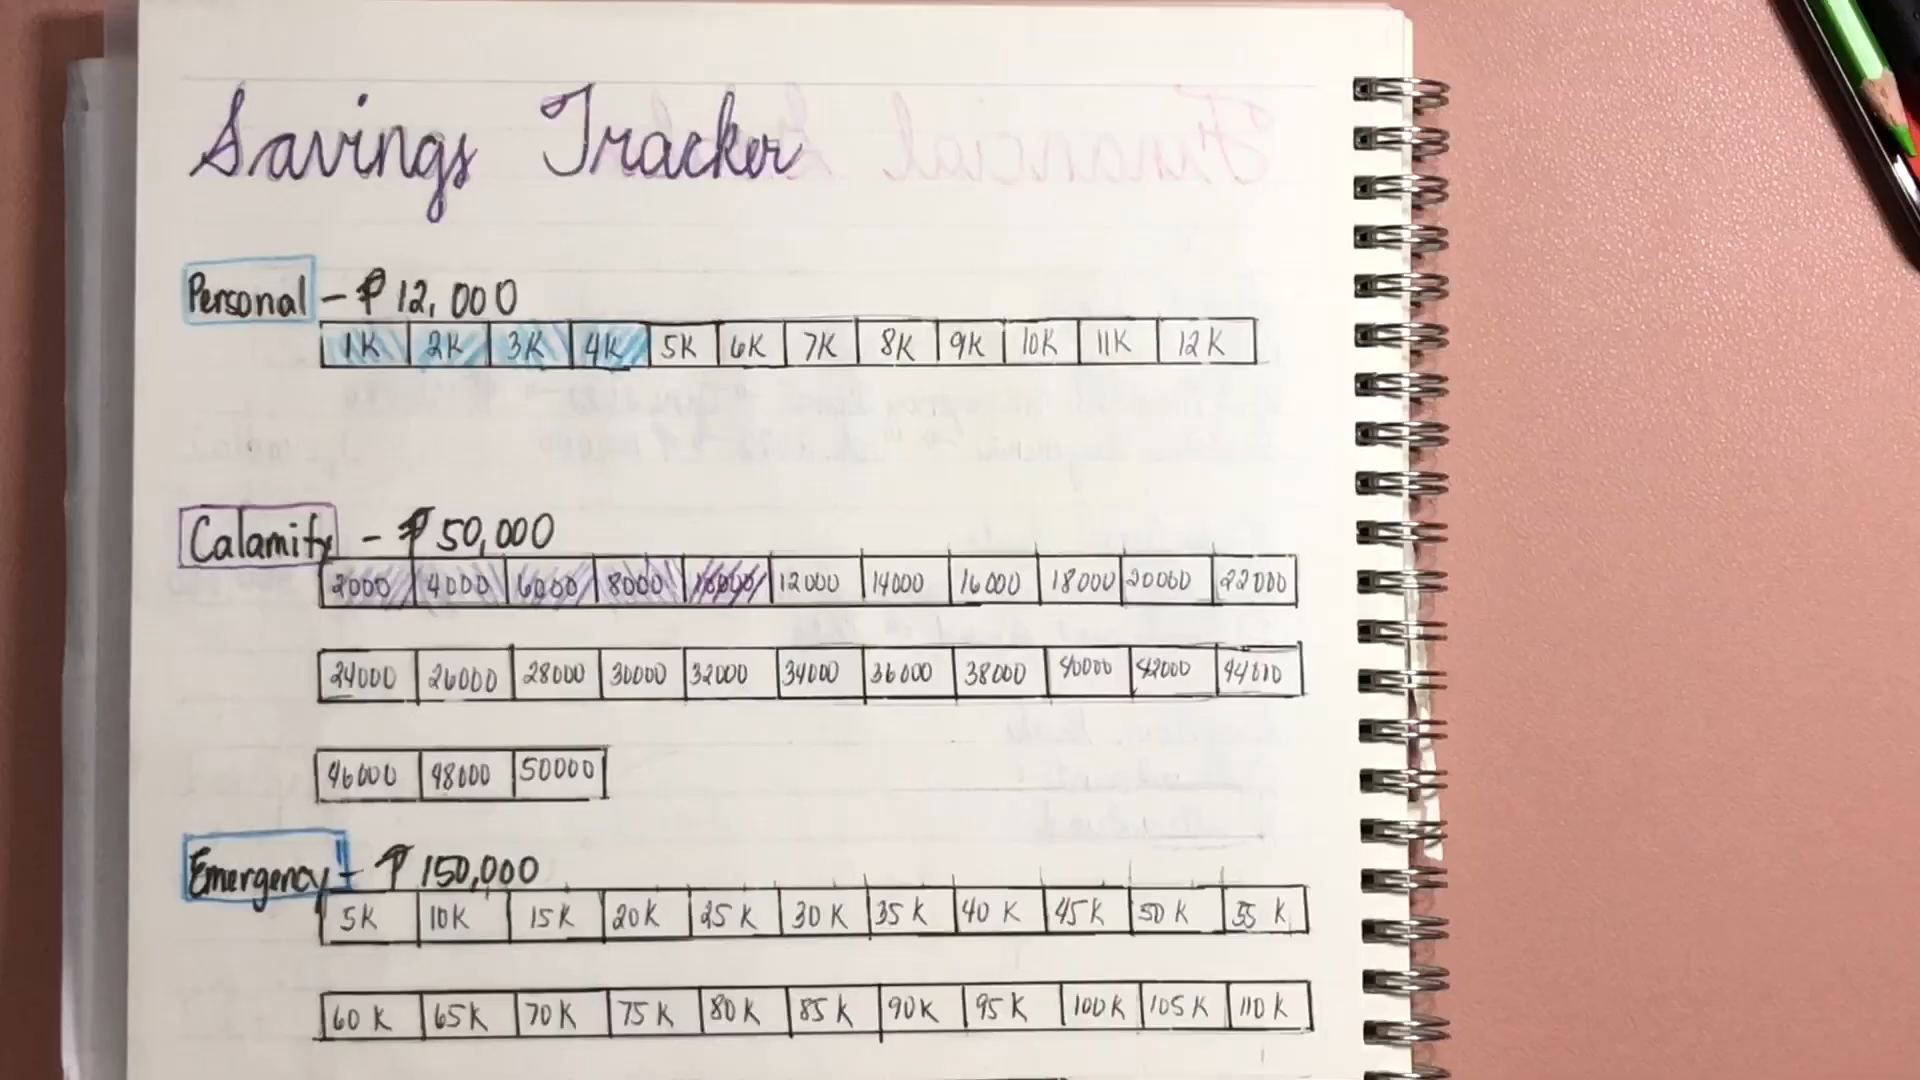 Savings Tracker
Personal - ₱12,000
1K 2K 3K 4K 5K 6K 7K 8K 9K 10K 11K 12K
Calamity - ₱50,000
2000 4000 6000 8000 10000 12000 14000 16000 18000 20000 22000
24000 26000 28000 30000 32000 34000 36000 38000 40000 42000 44000
46000 48000 50000
Emergency - ₱150,000
5K 10K 15K 20K 25K 30K 35K 40K 45K 50K 55K
60K 65K 70K 75K 80K 85K 90K 95K 100K 105K 110K